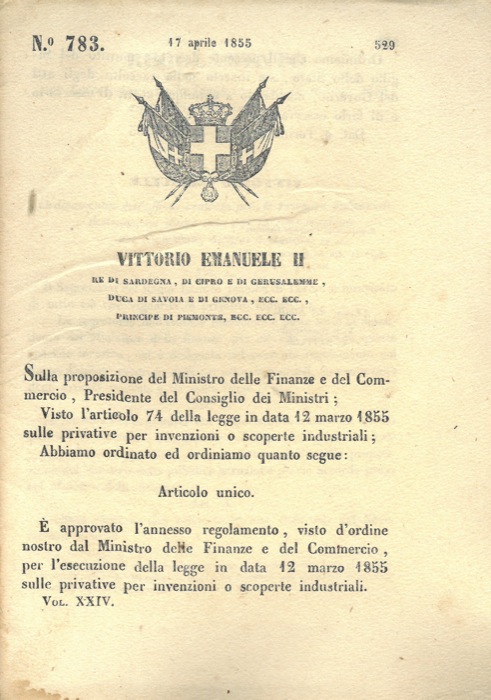 N.º 783.
17 aprile 1855
529
VITTORIO EMANUELE II
RE DI SARDEGNA, DI CIPRO E DI GERUSALEMME,
DUCA DI SAVOIA E DI GENOVA, ECC. ECC.,
PRINCIPE DI PIEMONTE, ECC. ECC. ECC.
Sulla proposizione del Ministro delle Finanze e del Com-
mercio, Presidente del Consiglio dei Ministri;
Visto l'articolo 74 della legge in data 12 marzo 1855
sulle privative per invenzioni o scoperte industriali;
Abbiamo ordinato ed ordiniamo quanto segue:
Articolo unico.
È approvato l'annesso regolamento, visto d'ordine
nostro dal Ministro delle Finanze e del Commercio,
per l'esecuzione della legge in data 12 marzo 1855
sulle privative per invenzioni o scoperte industriali.
VOL. XXIV.